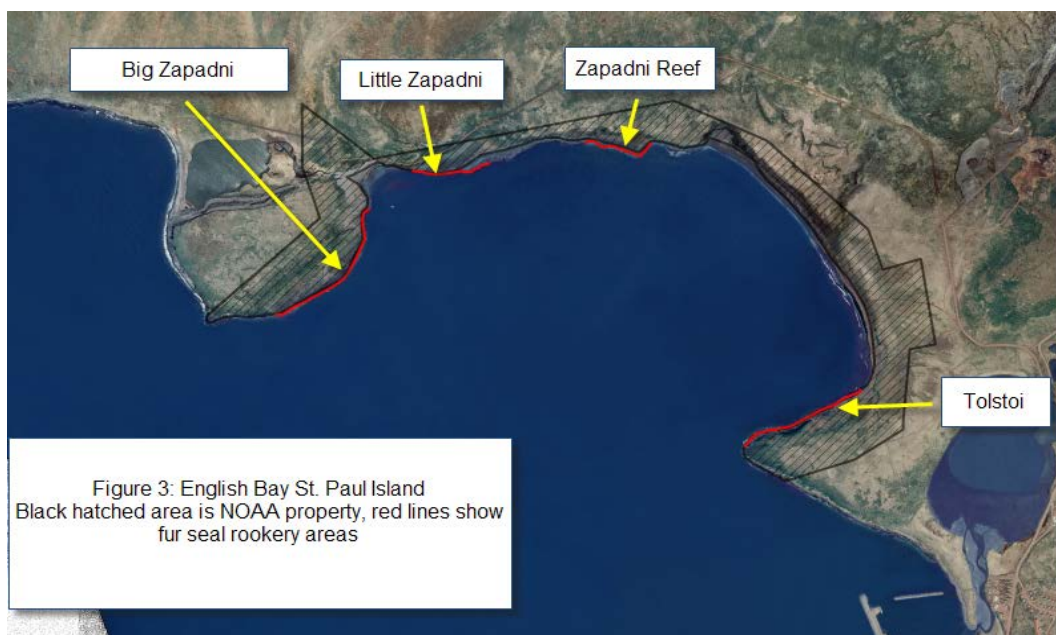 Big Zapadni
Little Zapadni
Zapadni Reef
Tolstoi
Figure 3: English Bay St. Paul Island
Black hatched area is NOAA property, red lines show
fur seal rookery areas